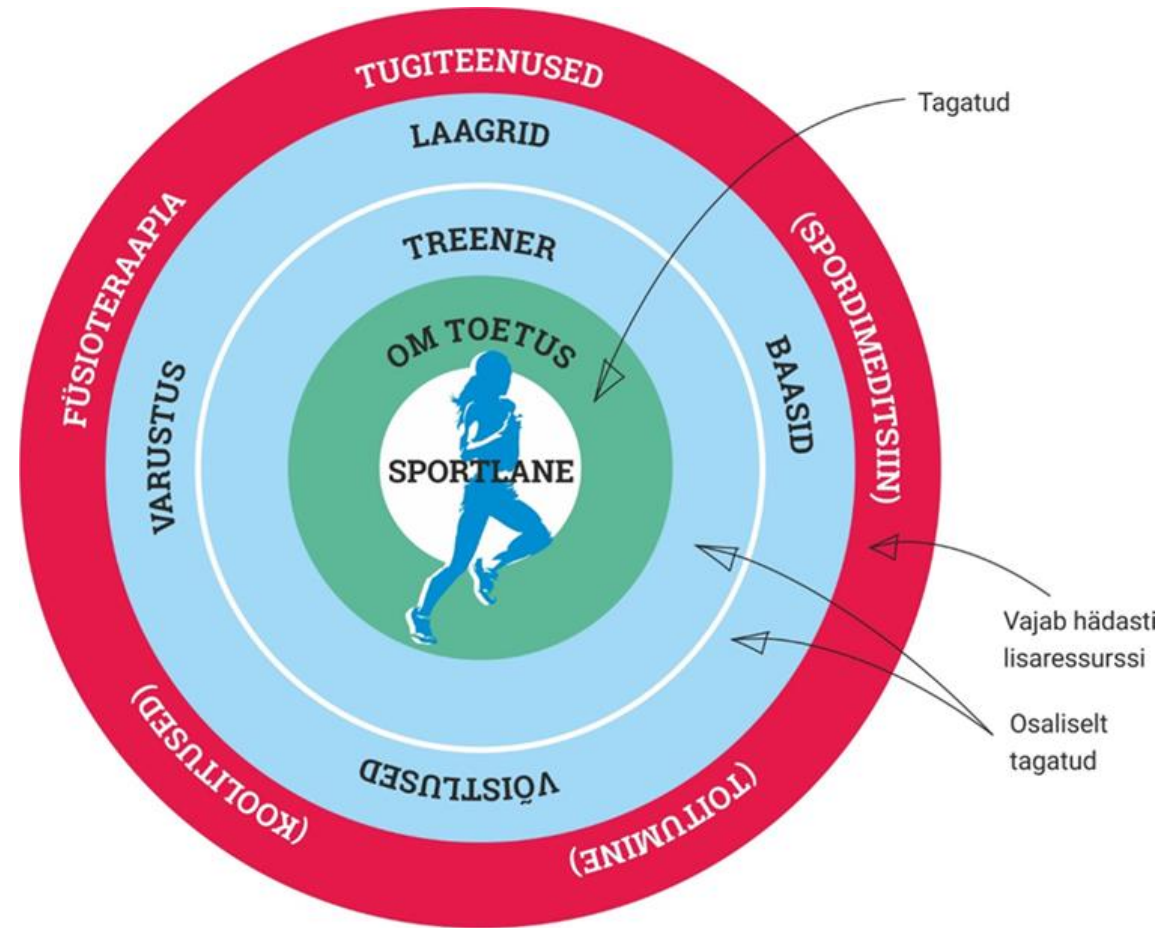 TUGITEENUSED
LAAGRID
TREENER
OM TOETUS
SPORTLANE
FÜSIOTERAAPIA
VARUSTUS
BAASID
(SPORDIMEDITSIIN)
VÕISTLUSED
(KOOLITUSED)
(TOITUMINE)
Tagatud
Vajab hädasti
lisaressurssi
Osaliselt
tagatud